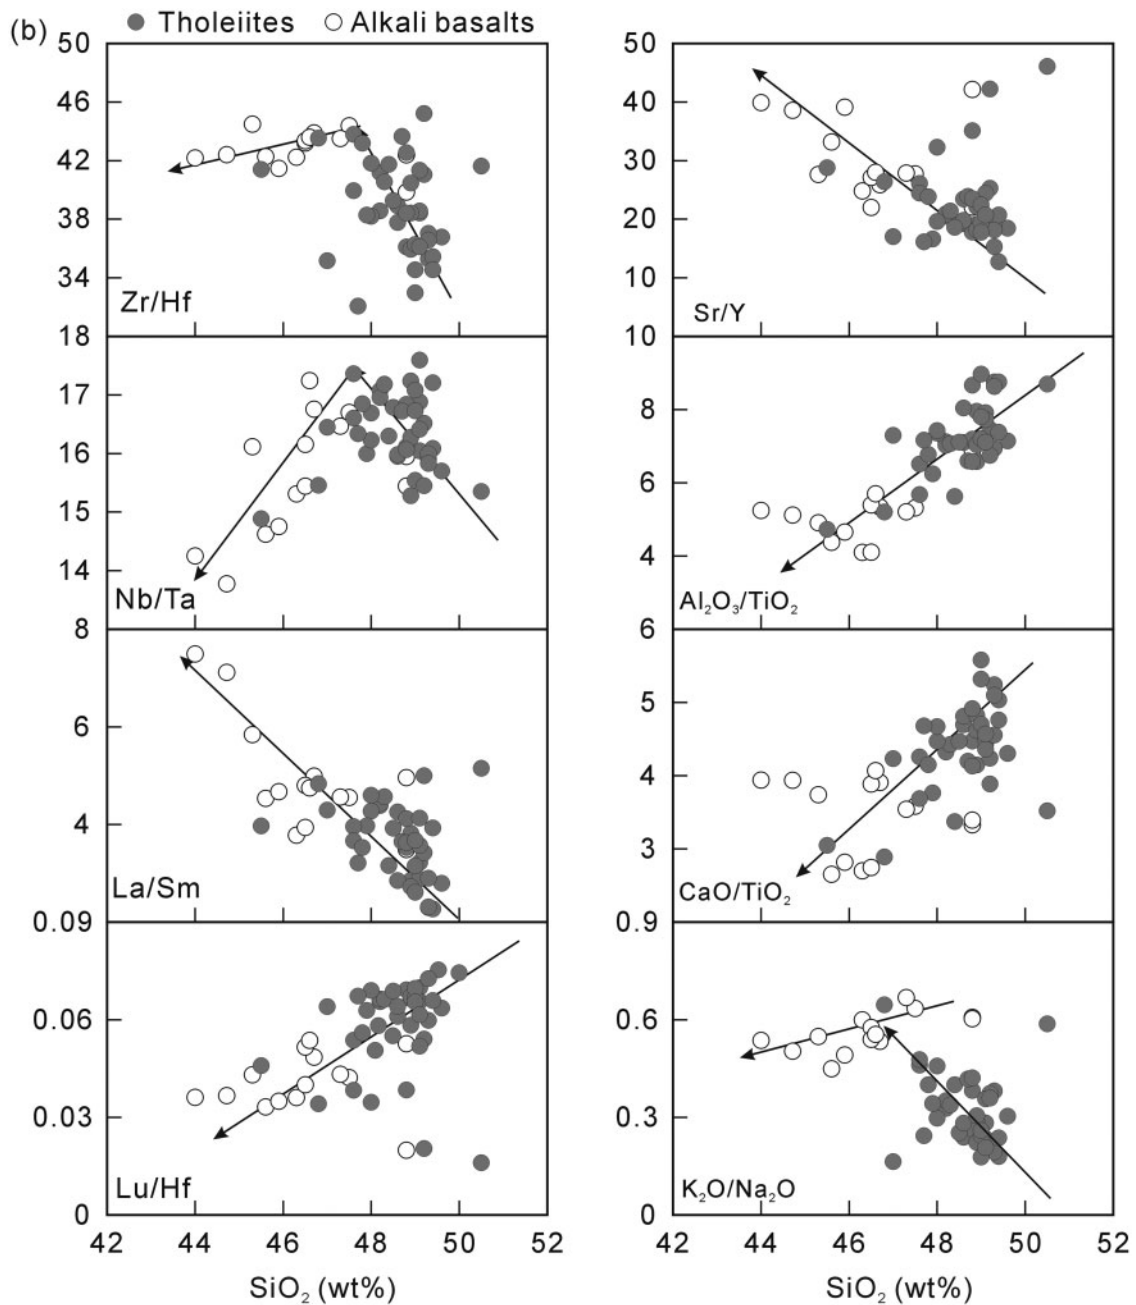 (b) Tholeiites Alkali basalts
50
46
42
38
34
Zr/Hf
18
17
16
15
14
Nb/Ta
8
6
4
La/Sm
0.09
0.06
0.03
Lu/Hf
0
42 44 46 48 50 52
SiO₂ (wt%)
50
40
30
20
Sr/Y
10
8
6
4
Al₂O₃/TiO₂
6
5
4
3
CaO/TiO₂
0.9
0.6
0.3
K₂O/Na₂O
0
42 44 46 48 50 52
SiO₂ (wt%)